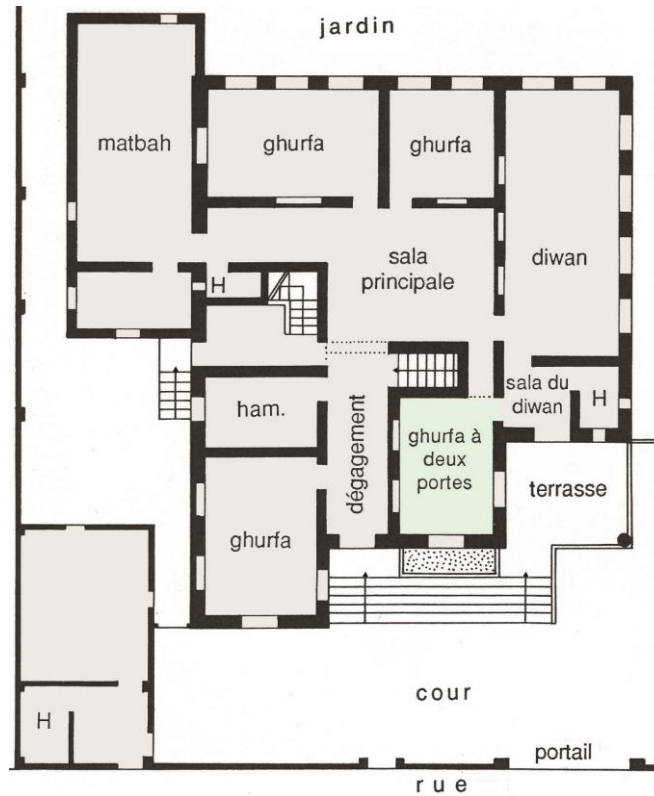 jardin
matbah
ghurfa
ghurfa
sala
principale
diwan
H
ham.
dégagement
sala du
diwan
H
ghurfa à
deux
portes
terrasse
ghurfa
cour
H
portail
rue